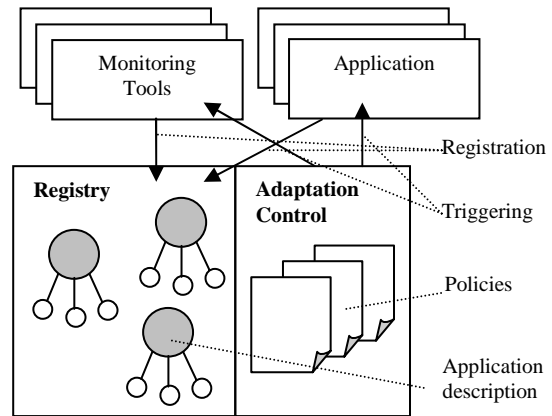 Monitoring
Tools
Application
Registration
Registry
Adaptation
Control
Triggering
Policies
Application
description